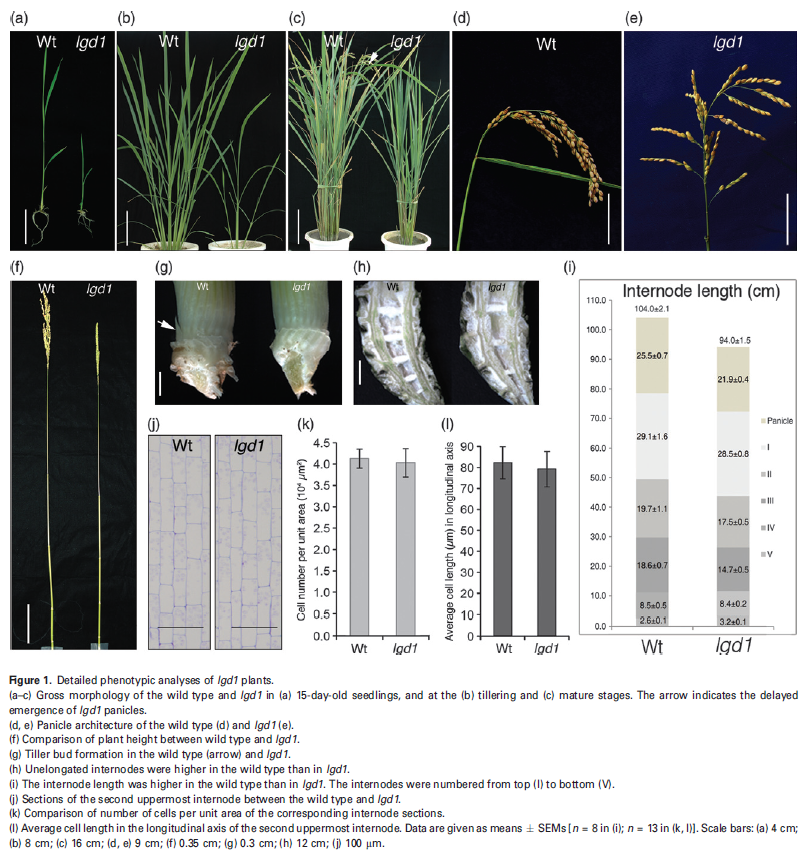 (a) (b) (c) (d) (e)
Wt lgd1 Wt lgd1 Wt lgd1 Wt lgd1
(f) (g) (h) (i)
Wt lgd1 Wt lgd1 Wt lgd1
Internode length (cm)
110.0
100.0
90.0
80.0
70.0
60.0
50.0
40.0
30.0
20.0
10.0
0.0
104.0±2.1
25.5±0.7
29.1±1.6
19.7±1.1
18.6±0.7
8.5±0.5
2.6±0.1
Wt
94.0±1.5
21.9±0.4
28.5±0.8
17.5±0.5
14.7±0.5
8.4±0.2
3.2±0.1
lgd1
Panicle
I
II
III
IV
V
(j) (k) (l)
Wt lgd1
Cell number per unit area (10⁴ µm²)
4.5
4.0
3.5
3.0
2.5
2.0
1.5
1.0
0.5
0.0
Wt lgd1
Average cell length (µm) in longitudinal axis
90
80
70
60
50
40
30
20
10
0
Wt lgd1
Figure 1. Detailed phenotypic analyses of lgd1 plants.
(a–c) Gross morphology of the wild type and lgd1 in (a) 15-day-old seedlings, and at the (b) tillering and (c) mature stages. The arrow indicates the delayed
emergence of lgd1 panicles.
(d, e) Panicle architecture of the wild type (d) and lgd1 (e).
(f) Comparison of plant height between wild type and lgd1.
(g) Tiller bud formation in the wild type (arrow) and lgd1.
(h) Unelongated internodes were higher in the wild type than in lgd1.
(i) The internode length was higher in the wild type than in lgd1. The internodes were numbered from top (I) to bottom (V).
(j) Sections of the second uppermost internode between the wild type and lgd1.
(k) Comparison of number of cells per unit area of the corresponding internode sections.
(l) Average cell length in the longitudinal axis of the second uppermost internode. Data are given as means ± SEMs [n = 8 in (i); n = 13 in (k, l)]. Scale bars: (a) 4 cm;
(b) 8 cm; (c) 16 cm; (d, e) 9 cm; (f) 0.35 cm; (g) 0.3 cm; (h) 12 cm; (j) 100 µm.